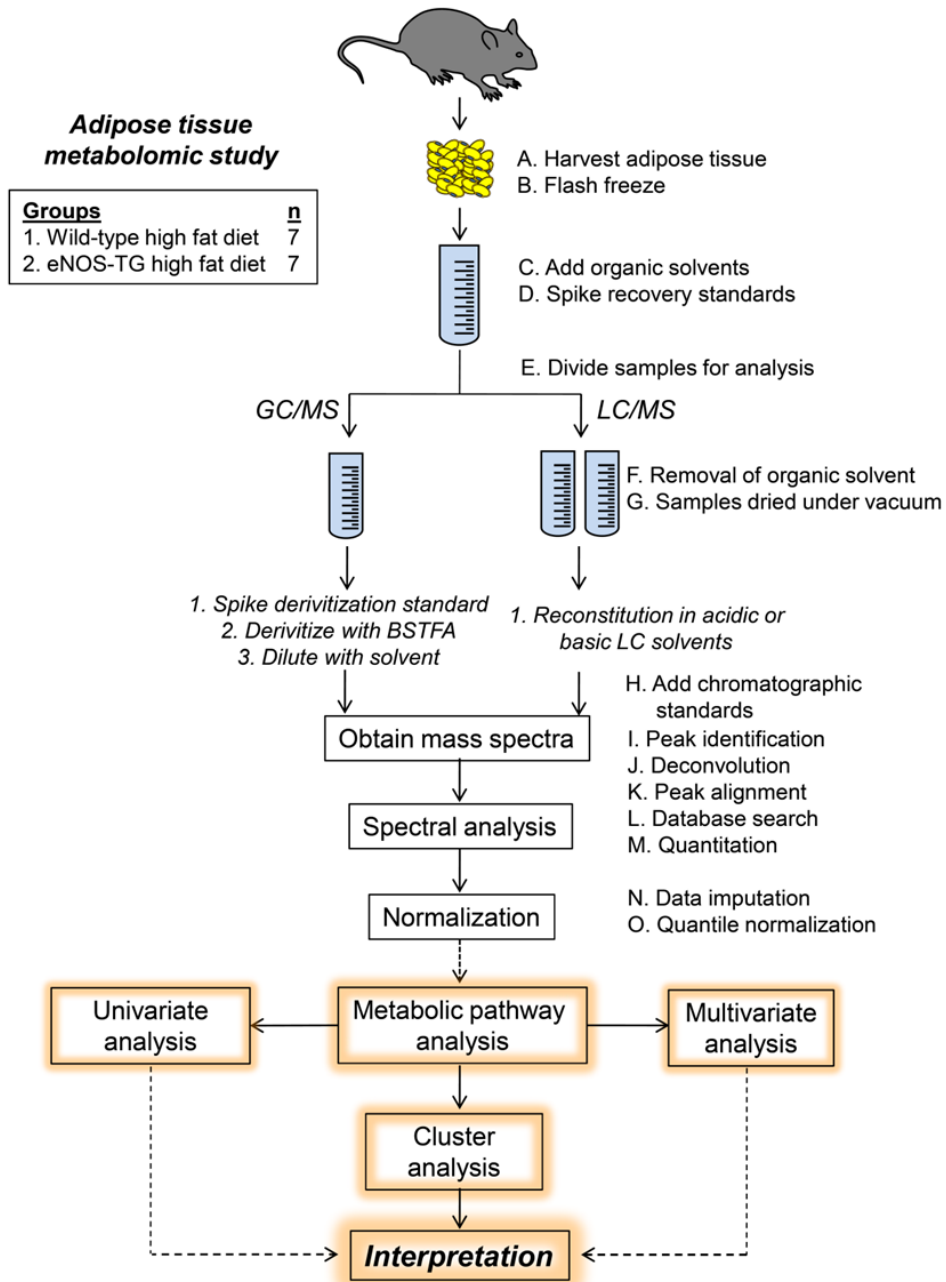 Adipose tissue
metabolomic study
Groups n
1. Wild-type high fat diet 7
2. eNOS-TG high fat diet 7
A. Harvest adipose tissue
B. Flash freeze
C. Add organic solvents
D. Spike recovery standards
E. Divide samples for analysis
GC/MS
LC/MS
F. Removal of organic solvent
G. Samples dried under vacuum
1. Spike derivitization standard
2. Derivitize with BSTFA
3. Dilute with solvent
1. Reconstitution in acidic or
basic LC solvents
H. Add chromatographic
standards
I. Peak identification
J. Deconvolution
K. Peak alignment
L. Database search
M. Quantitation
Obtain mass spectra
Spectral analysis
Normalization
N. Data imputation
O. Quantile normalization
Univariate
analysis
Metabolic pathway
analysis
Multivariate
analysis
Cluster
analysis
Interpretation